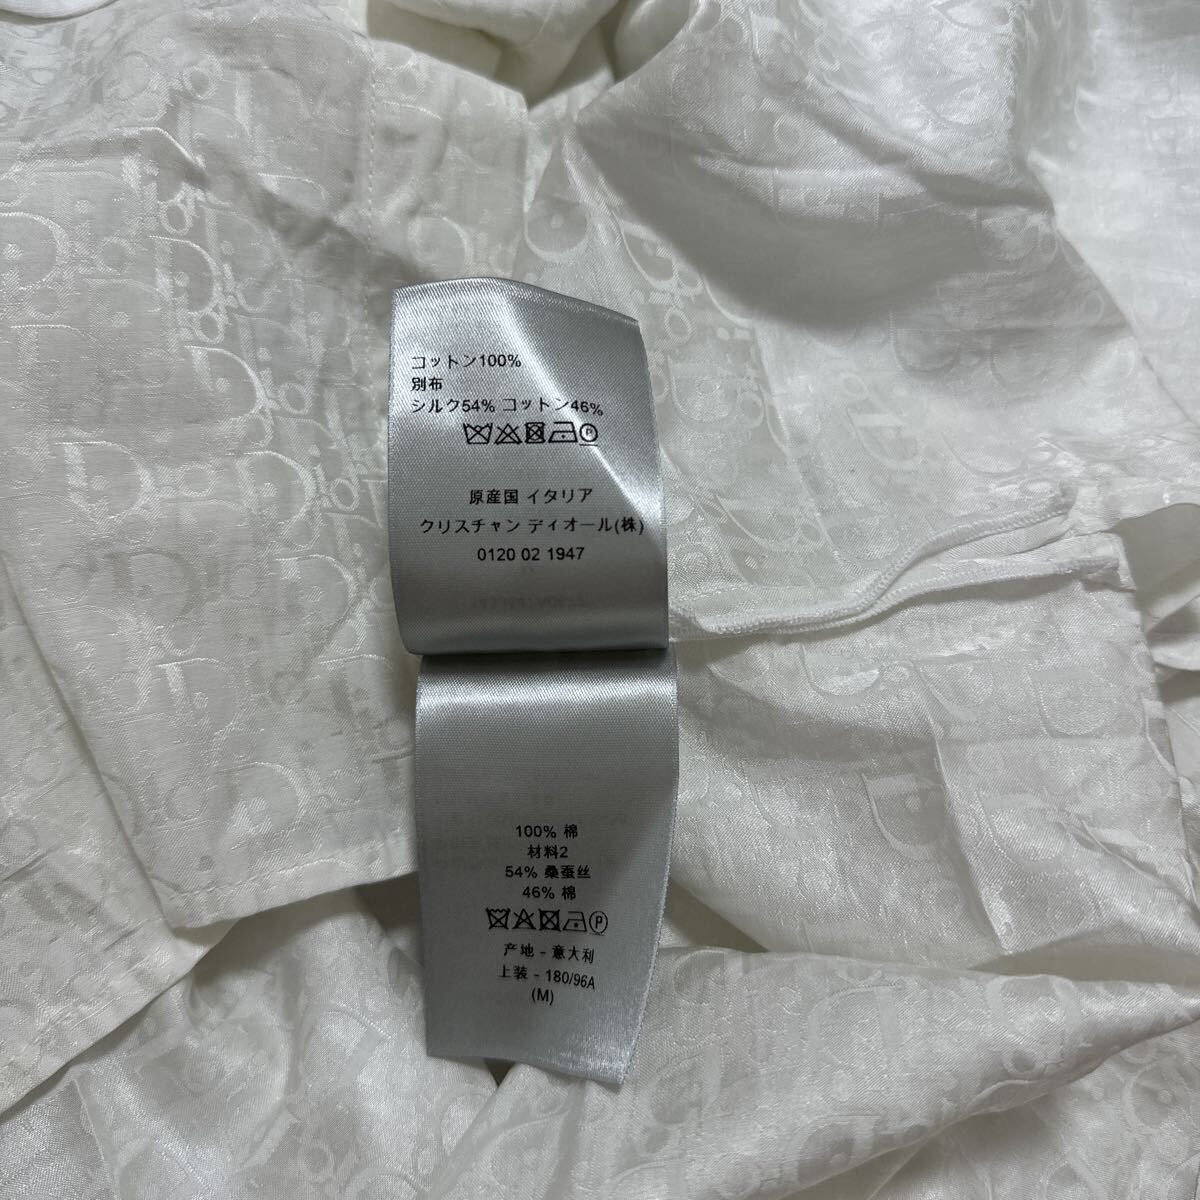 コットン100%
別布
シルク54% コットン46%
原産国 イタリア
クリスチャン ディオール(株)
0120 02 1947
100% 棉
材料2
54% 桑蚕丝
46% 棉
产地 - 意大利
上装 - 180/96A
(M)